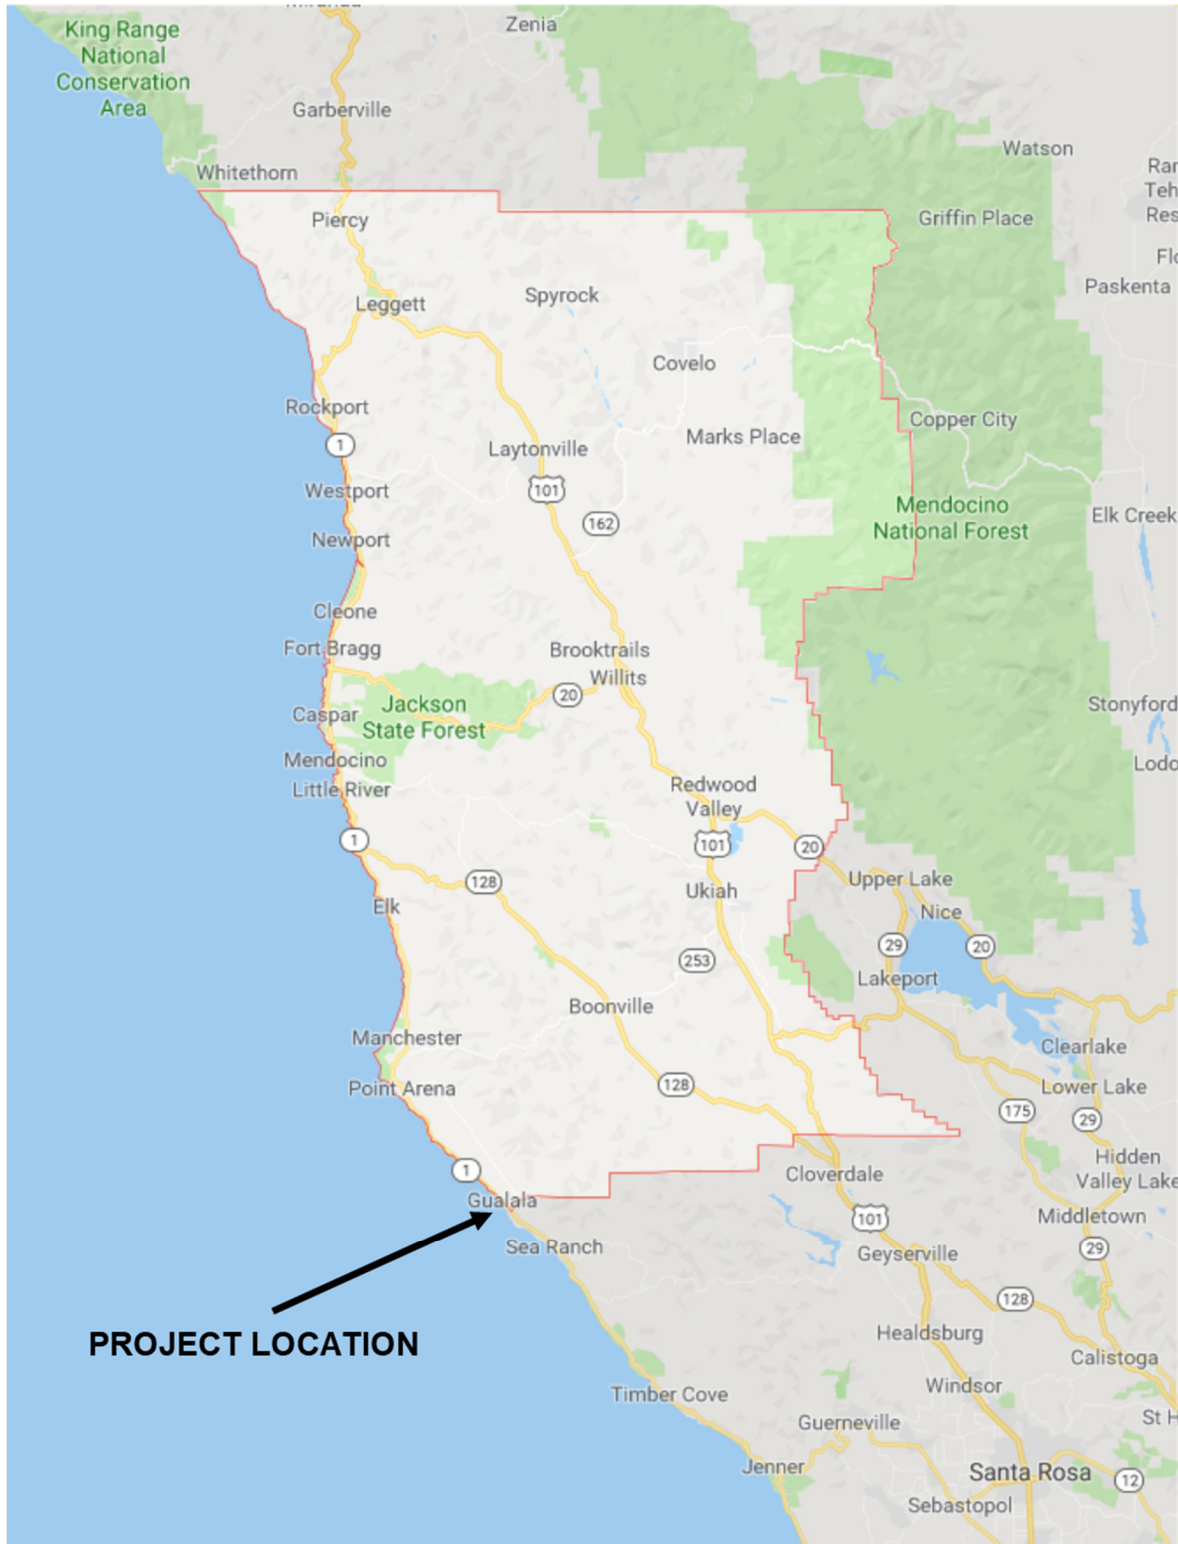 Zenia
King Range
National
Conservation
Area
Garberville
Watson
Whitethorn
Piercy
Griffin Place
Paskenta
Leggett
Spyrock
Covelo
Rockport
Copper City
Marks Place
1
Laytonville
101
Westport
162
Mendocino
National Forest
Elk Creek
Newport
Cleone
Fort Bragg
Brooktrails
Willits
20
Jackson
State Forest
Caspar
Stonyford
Mendocino
Little River
Redwood
Valley
1
101
20
128
Ukiah
Upper Lake
Elk
Nice
29
20
253
Lakeport
Boonville
Manchester
Clearlake
Point Arena
128
Lower Lake
175
29
1
Cloverdale
Hidden
Valley Lake
Gualala
101
Middletown
Sea Ranch
Geyserville
29
128
PROJECT LOCATION
Healdsburg
Calistoga
Timber Cove
Windsor
Guerneville
Jenner
Santa Rosa
12
Sebastopol